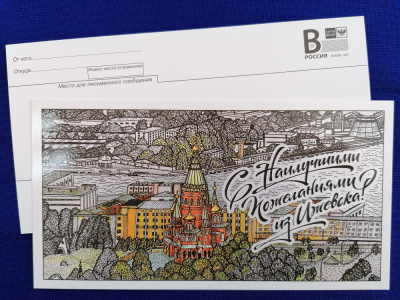 От кого
Откуда
Индекс места отправления
Место для письменного сообщения
B
РОССИЯ
С Наилучшими
Пожеланиями
из Ижевска!